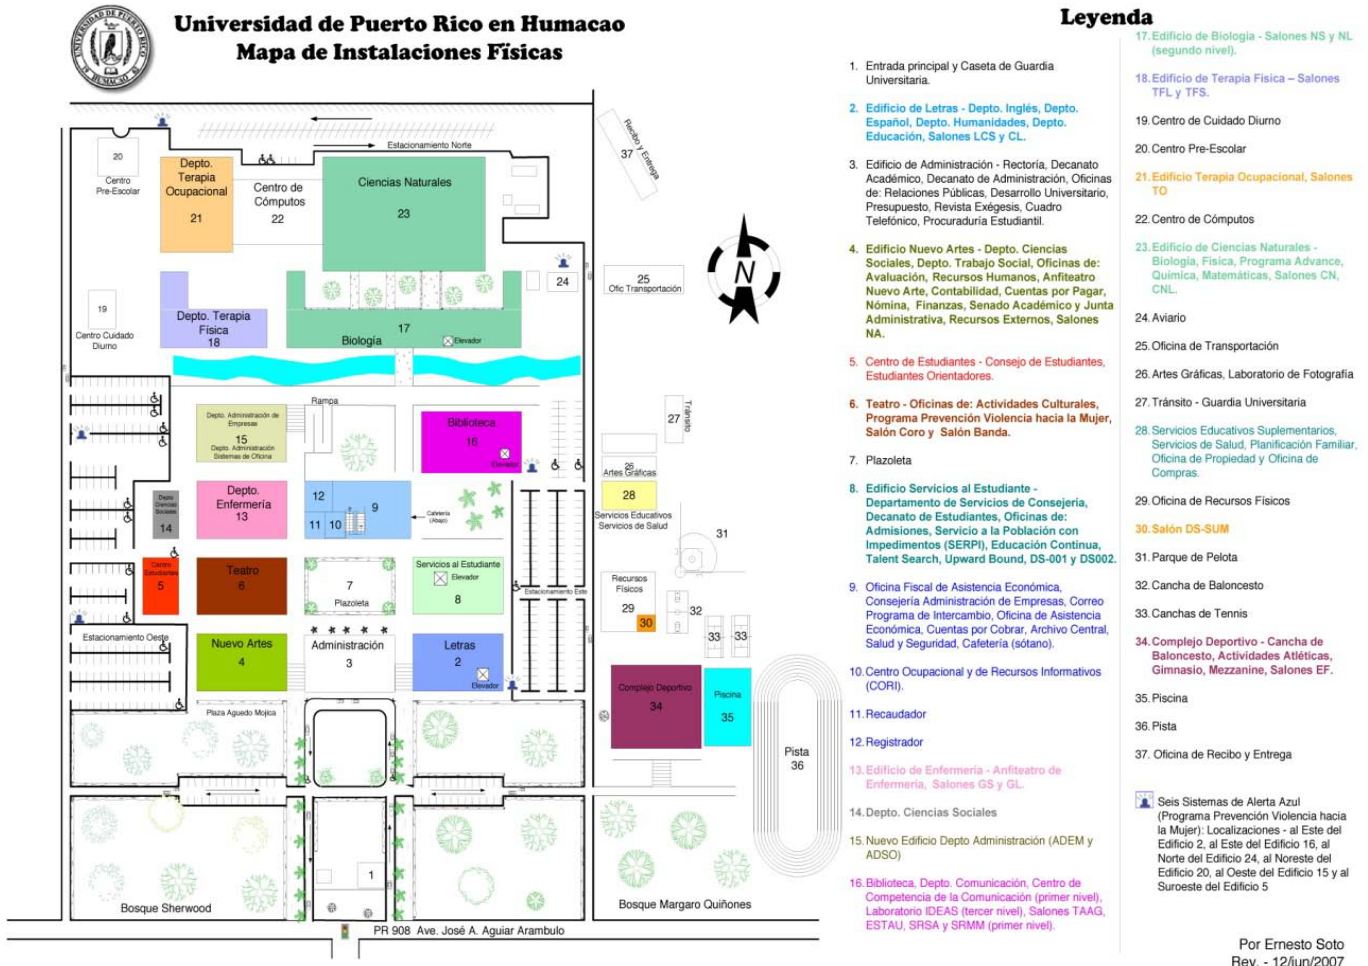 UNIVERSIDAD DE PUERTO RICO
HUMACAO
Universidad de Puerto Rico en Humacao
Mapa de Instalaciones Físicas
Estacionamiento Norte
20
Centro
Pre-Escolar
Depto.
Terapia
Ocupacional
21
Centro de
Cómputos
22
Ciencias Naturales
23
Recibo y Entrega
37
N
24
25
Ofic Transportación
19
Centro Cuidado
Diurno
Depto. Terapia
Física
18
17
Biología
Elevador
Rampa
Depto. Administración de
Empresas
15
Depto. Administración
Sistemas de Oficina
Biblioteca
16
Elevador
27
Tránsito
26
Artes Gráficas
28
Servicios Educativos
Servicios de Salud
Depto
Ciencias
Sociales
14
Depto.
Enfermería
13
12
11
10
9
Cafetería
(Abajo)
31
Centro
Estudiantes
5
Teatro
6
7
Plazoleta
Servicios al Estudiante
Elevador
8
Estacionamiento Este
Recursos
Físicos
29
30
32
33
33
Estacionamiento Oeste
Nuevo Artes
4
Administración
3
Letras
2
Elevador
Complejo Deportivo
34
Piscina
35
Pista
36
Plaza Aguedo Mojica
1
Bosque Sherwood
Bosque Margaro Quiñones
PR 908 Ave. José A. Aguiar Arambulo
Leyenda
1. Entrada principal y Caseta de Guardia
Universitaria.
2. Edificio de Letras - Depto. Inglés, Depto.
Español, Depto. Humanidades, Depto.
Educación, Salones LCS y CL.
3. Edificio de Administración - Rectoría, Decanato
Académico, Decanato de Administración, Oficinas
de: Relaciones Públicas, Desarrollo Universitario,
Presupuesto, Revista Exégesis, Cuadro
Telefónico, Procuraduría Estudiantil.
4. Edificio Nuevo Artes - Depto. Ciencias
Sociales, Depto. Trabajo Social, Oficinas de:
Avaluación, Recursos Humanos, Anfiteatro
Nuevo Arte, Contabilidad, Cuentas por Pagar,
Nómina, Finanzas, Senado Académico y Junta
Administrativa, Recursos Externos, Salones
NA.
5. Centro de Estudiantes - Consejo de Estudiantes,
Estudiantes Orientadores.
6. Teatro - Oficinas de: Actividades Culturales,
Programa Prevención Violencia hacia la Mujer,
Salón Coro y Salón Banda.
7. Plazoleta
8. Edificio Servicios al Estudiante -
Departamento de Servicios de Consejería,
Decanato de Estudiantes, Oficinas de:
Admisiones, Servicio a la Población con
Impedimentos (SERPI), Educación Continua,
Talent Search, Upward Bound, DS-001 y DS002.
9. Oficina Fiscal de Asistencia Económica,
Consejería Administración de Empresas, Correo
Programa de Intercambio, Oficina de Asistencia
Económica, Cuentas por Cobrar, Archivo Central,
Salud y Seguridad, Cafetería (sótano).
10. Centro Ocupacional y de Recursos Informativos
(CORI).
11. Recaudador
12. Registrador
13. Edificio de Enfermería - Anfiteatro de
Enfermería, Salones GS y GL.
14. Depto. Ciencias Sociales
15. Nuevo Edificio Depto Administración (ADEM y
ADSO)
16. Biblioteca, Depto. Comunicación, Centro de
Competencia de la Comunicación (primer nivel),
Laboratorio IDEAS (tercer nivel), Salones TAAG,
ESTAU, SRSA y SRMM (primer nivel).
17. Edificio de Biología - Salones NS y NL
(segundo nivel).
18. Edificio de Terapia Física – Salones
TFL y TFS.
19. Centro de Cuidado Diurno
20. Centro Pre-Escolar
21. Edificio Terapia Ocupacional, Salones
TO
22. Centro de Cómputos
23. Edificio de Ciencias Naturales -
Biología, Física, Programa Advance,
Química, Matemáticas, Salones CN,
CNL.
24. Aviario
25. Oficina de Transportación
26. Artes Gráficas, Laboratorio de Fotografía
27. Tránsito - Guardia Universitaria
28. Servicios Educativos Suplementarios,
Servicios de Salud, Planificación Familiar,
Oficina de Propiedad y Oficina de
Compras.
29. Oficina de Recursos Físicos
30. Salón DS-SUM
31. Parque de Pelota
32. Cancha de Baloncesto
33. Canchas de Tennis
34. Complejo Deportivo - Cancha de
Baloncesto, Actividades Atléticas,
Gimnasio, Mezzanine, Salones EF.
35. Piscina
36. Pista
37. Oficina de Recibo y Entrega
Seis Sistemas de Alerta Azul
(Programa Prevención Violencia hacia
la Mujer): Localizaciones - al Este del
Edificio 2, al Este del Edificio 16, al
Norte del Edificio 24, al Noreste del
Edificio 20, al Oeste del Edificio 15 y al
Suroeste del Edificio 5
Por Ernesto Soto
Rev. - 12/jun/2007